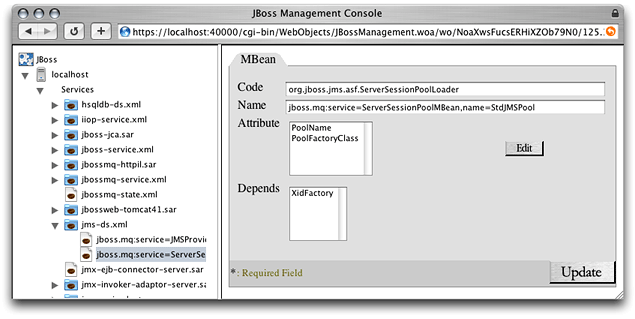 JBoss Management Console
https://localhost:40000/cgi-bin/WebObjects/JBossManagement.woa/wo/NoaXwsFucsERHiXZOb79N0/125...
JBoss
localhost
Services
hsqldb-ds.xml
iiop-service.xml
jboss-jca.sar
jboss-service.xml
jbossmq-httpil.sar
jbossmq-service.xml
jbossmq-state.xml
jbossweb-tomcat41.sar
jms-ds.xml
jboss.mq:service=JMSProvi
jboss.mq:service=ServerSe
jmx-ejb-connector-server.sar
jmx-invoker-adaptor-server.sa
MBean
Code
org.jboss.jms.asf.ServerSessionPoolLoader
Name
jboss.mq:service=ServerSessionPoolMBean,name=StdJMSPool
Attribute
PoolName
PoolFactoryClass
Edit
Depends
XidFactory
* : Required Field
Update